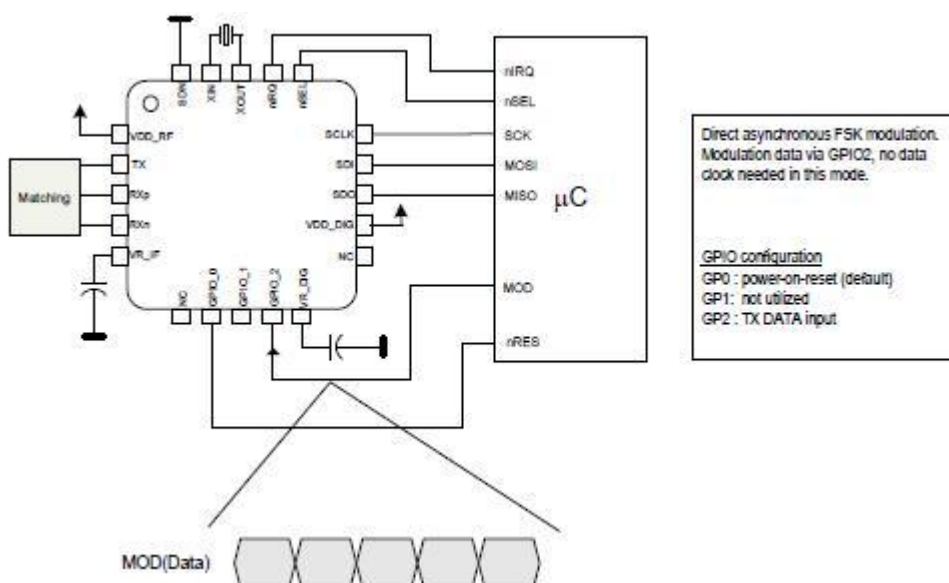 SDN
XIN
XOUT
nIRQ
nSEL
VDD_RF
TX
RXp
RXn
VR_IF
Matching
SCLK
SDI
SDO
VDD_DIG
NC
NC
GPIO_0
GPIO_1
GPIO_2
VR_DIG
nIRQ
nSEL
SCK
MOSI
MISO
µC
MOD
nRES
Direct asynchronous FSK modulation.
Modulation data via GPIO2, no data
clock needed in this mode.
GPIO configuration
GP0 : power-on-reset (default)
GP1: not utilized
GP2 : TX DATA input
MOD(Data)